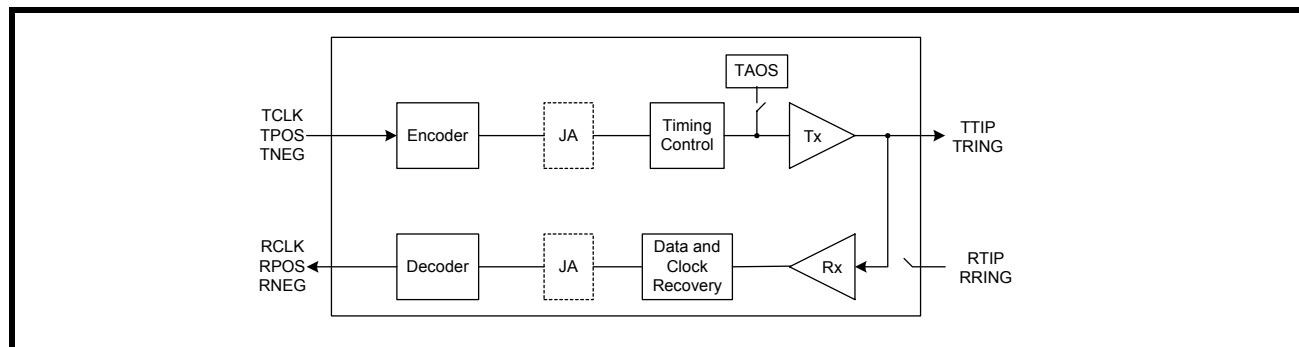 TAOS
TCLK
TPOS
TNEG
Encoder
JA
Timing
Control
Tx
TTIP
TRING
RCLK
RPOS
RNEG
Decoder
JA
Data and
Clock
Recovery
Rx
RTIP
RRING